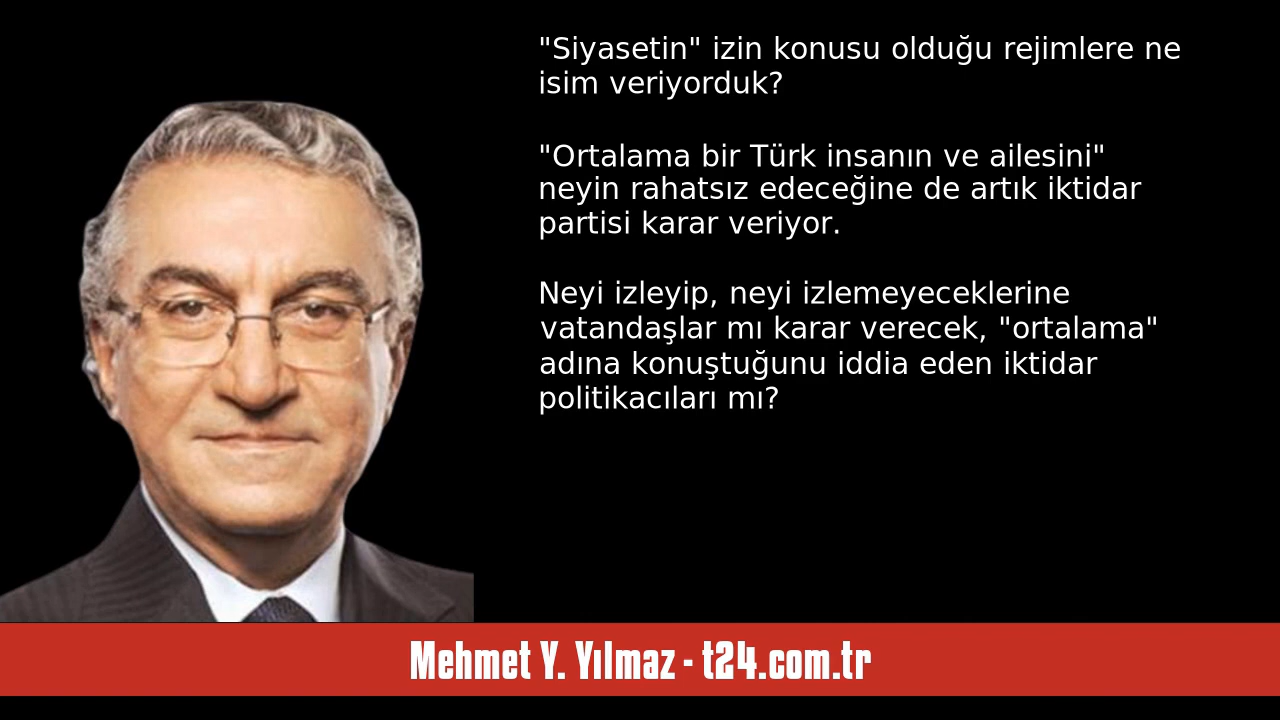 "Siyasetin" izin konusu olduğu rejimlere ne
isim veriyorduk?
"Ortalama bir Türk insanın ve ailesini"
neyin rahatsız edeceğine de artık iktidar
partisi karar veriyor.
Neyi izleyip, neyi izlemeyeceklerine
vatandaşlar mı karar verecek, "ortalama"
adına konuştuğunu iddia eden iktidar
politikacıları mı?
Mehmet Y. Yılmaz - t24.com.tr